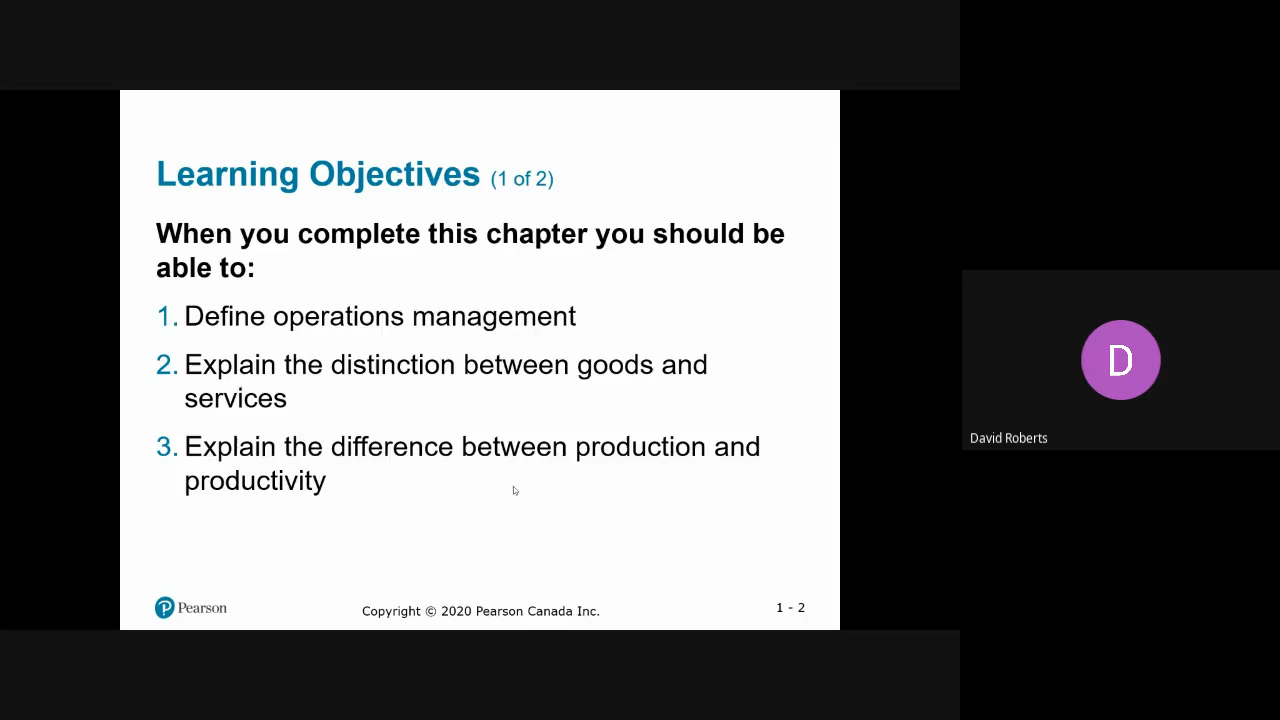 Learning Objectives (1 of 2)
When you complete this chapter you should be
able to:
1. Define operations management
2. Explain the distinction between goods and
services
3. Explain the difference between production and
productivity
Pearson
Copyright © 2020 Pearson Canada Inc.
1 - 2
D
David Roberts